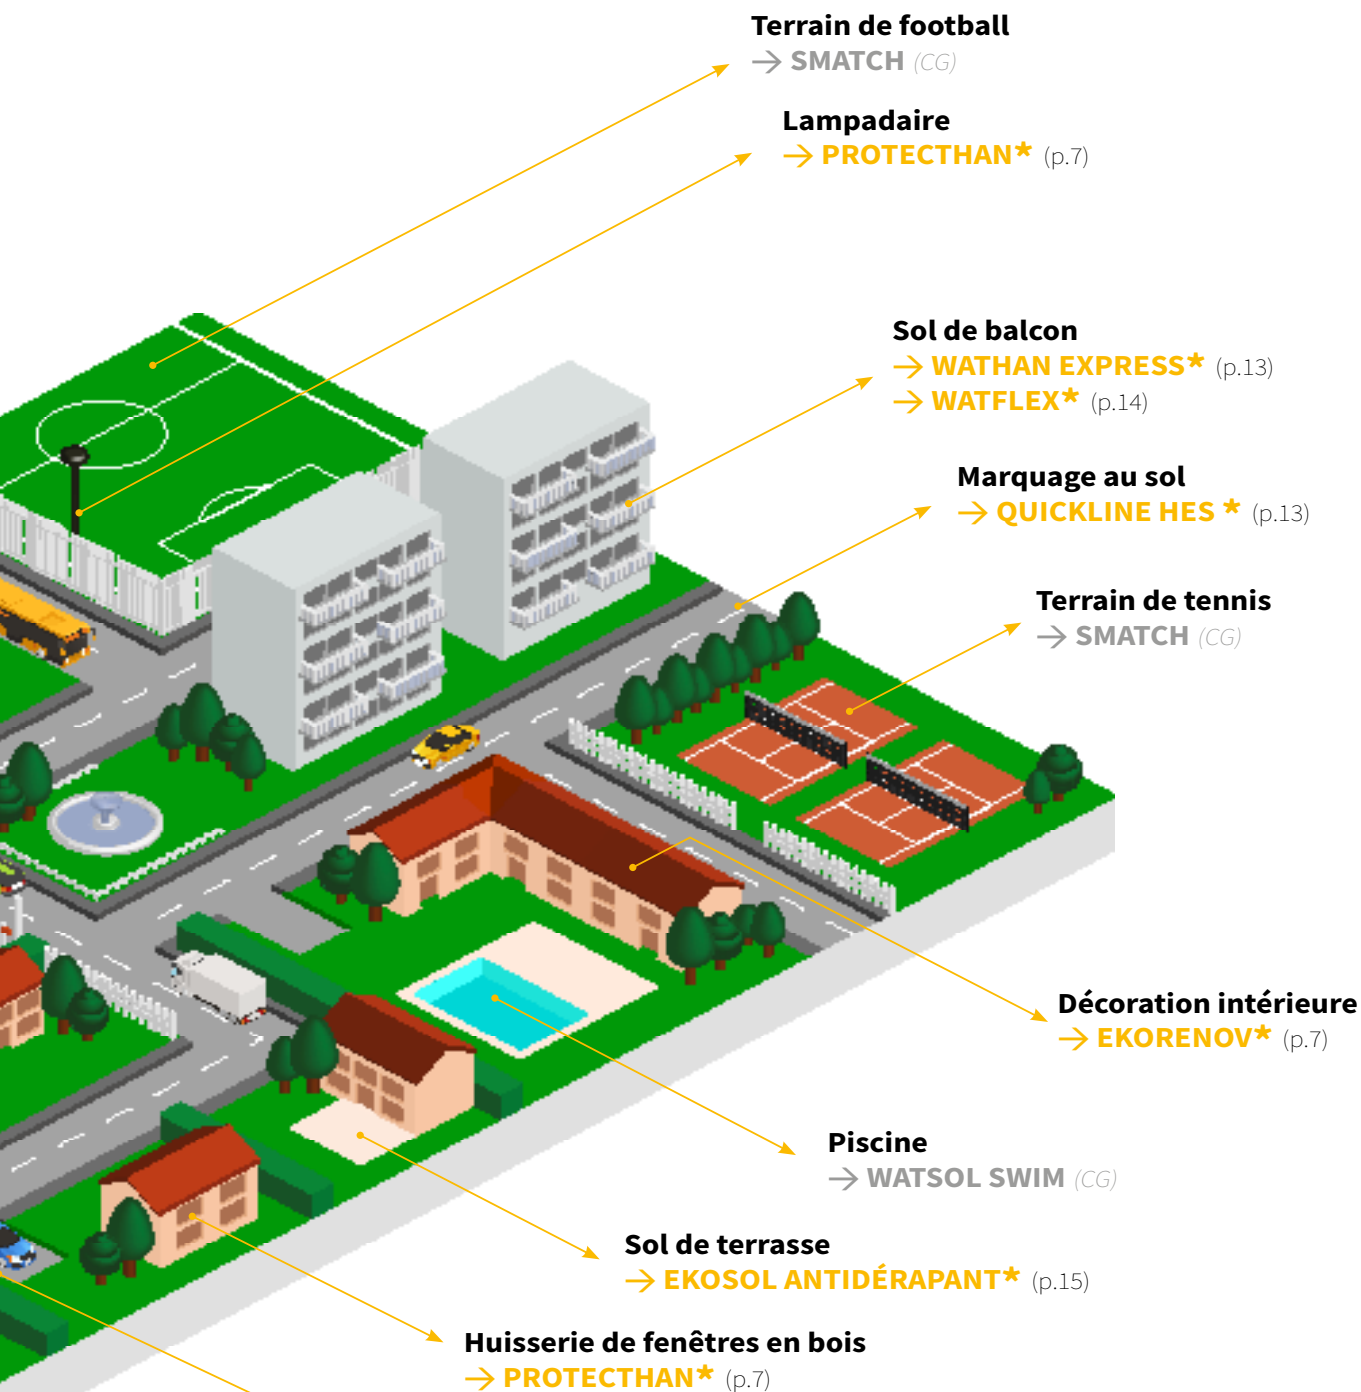 Terrain de football
→ SMATCH (CG)
Lampadaire
→ PROTECTHAN* (p.7)
Sol de balcon
→ WATHAN EXPRESS* (p.13)
→ WATFLEX* (p.14)
Marquage au sol
→ QUICKLINE HES * (p.13)
Terrain de tennis
→ SMATCH (CG)
Décoration intérieure
→ EKORENOV* (p.7)
Piscine
→ WATSOL SWIM (CG)
Sol de terrasse
→ EKOSOL ANTIDÉRAPANT* (p.15)
Huisserie de fenêtres en bois
→ PROTECTHAN* (p.7)